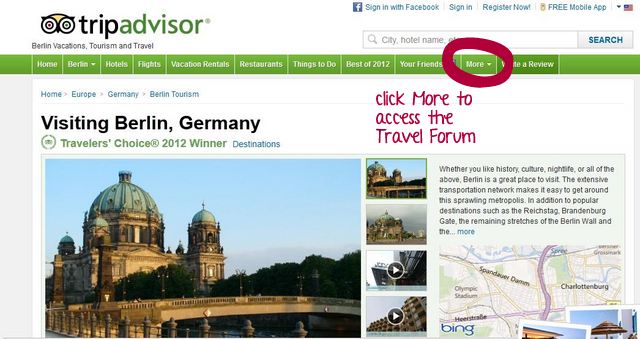 Sign in with Facebook Sign in Register Now! FREE Mobile App
tripadvisor®
Berlin Vacations, Tourism and Travel
City, hotel name,
SEARCH
Home Berlin Hotels Flights Vacation Rentals Restaurants Things to Do Best of 2012 Your Friends More a Review
click More to
access the
Travel Forum
Home > Europe > Germany > Berlin Tourism
Visiting Berlin, Germany
Travelers' Choice® 2012 Winner Destinations
Whether you like history, culture, nightlife, or all of the
above, Berlin is a great place to visit. The extensive
transportation network makes it easy to get around
this sprawling metropolis. In addition to popular
destinations such as the Reichstag, Brandenburg
Gate, the remaining stretches of the Berlin Wall and
the... more
Spree
Berliner
Grossmark
Spandauer Damm
Charlottenburg
Olympic
Stadium
Heerstraße
bing